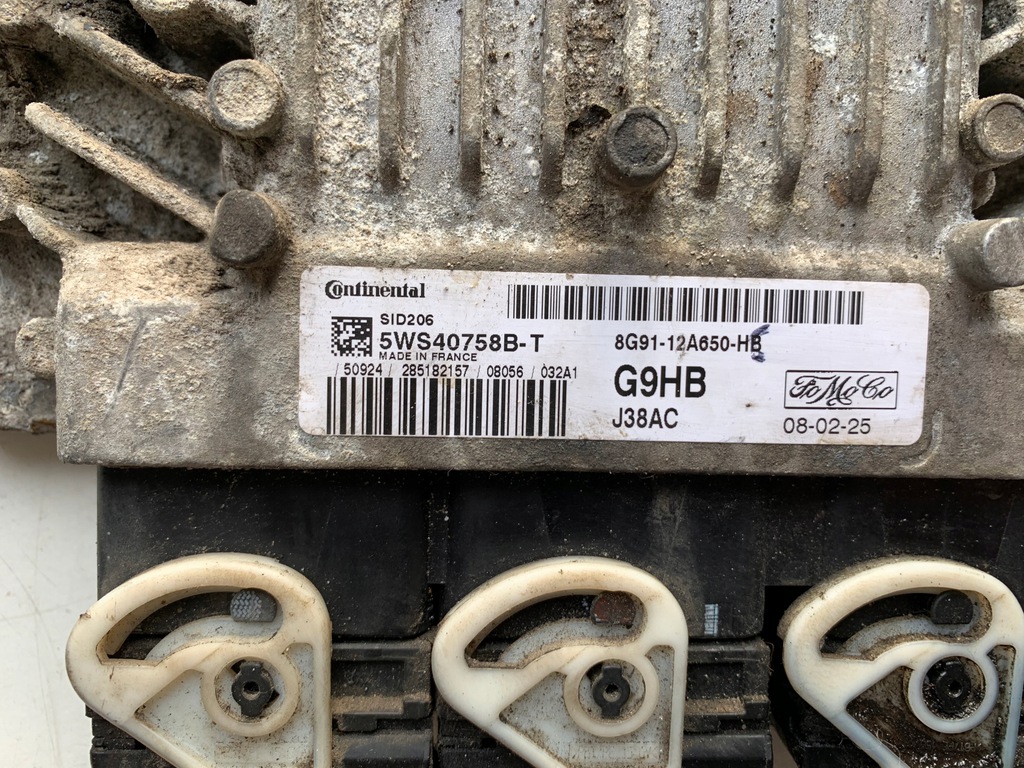 Continental
SID206
5WS40758B-T
MADE IN FRANCE
/ 50924 / 285182157 / 08056 / 032A1
8G91-12A650-HB
G9HB
J38AC
FoMoCo
08-02-25